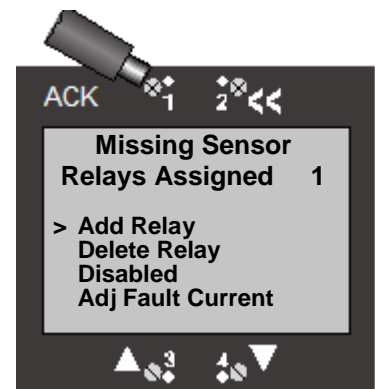 ACK 1 2 <<
Missing Sensor
Relays Assigned 1
> Add Relay
Delete Relay
Disabled
Adj Fault Current
3 4